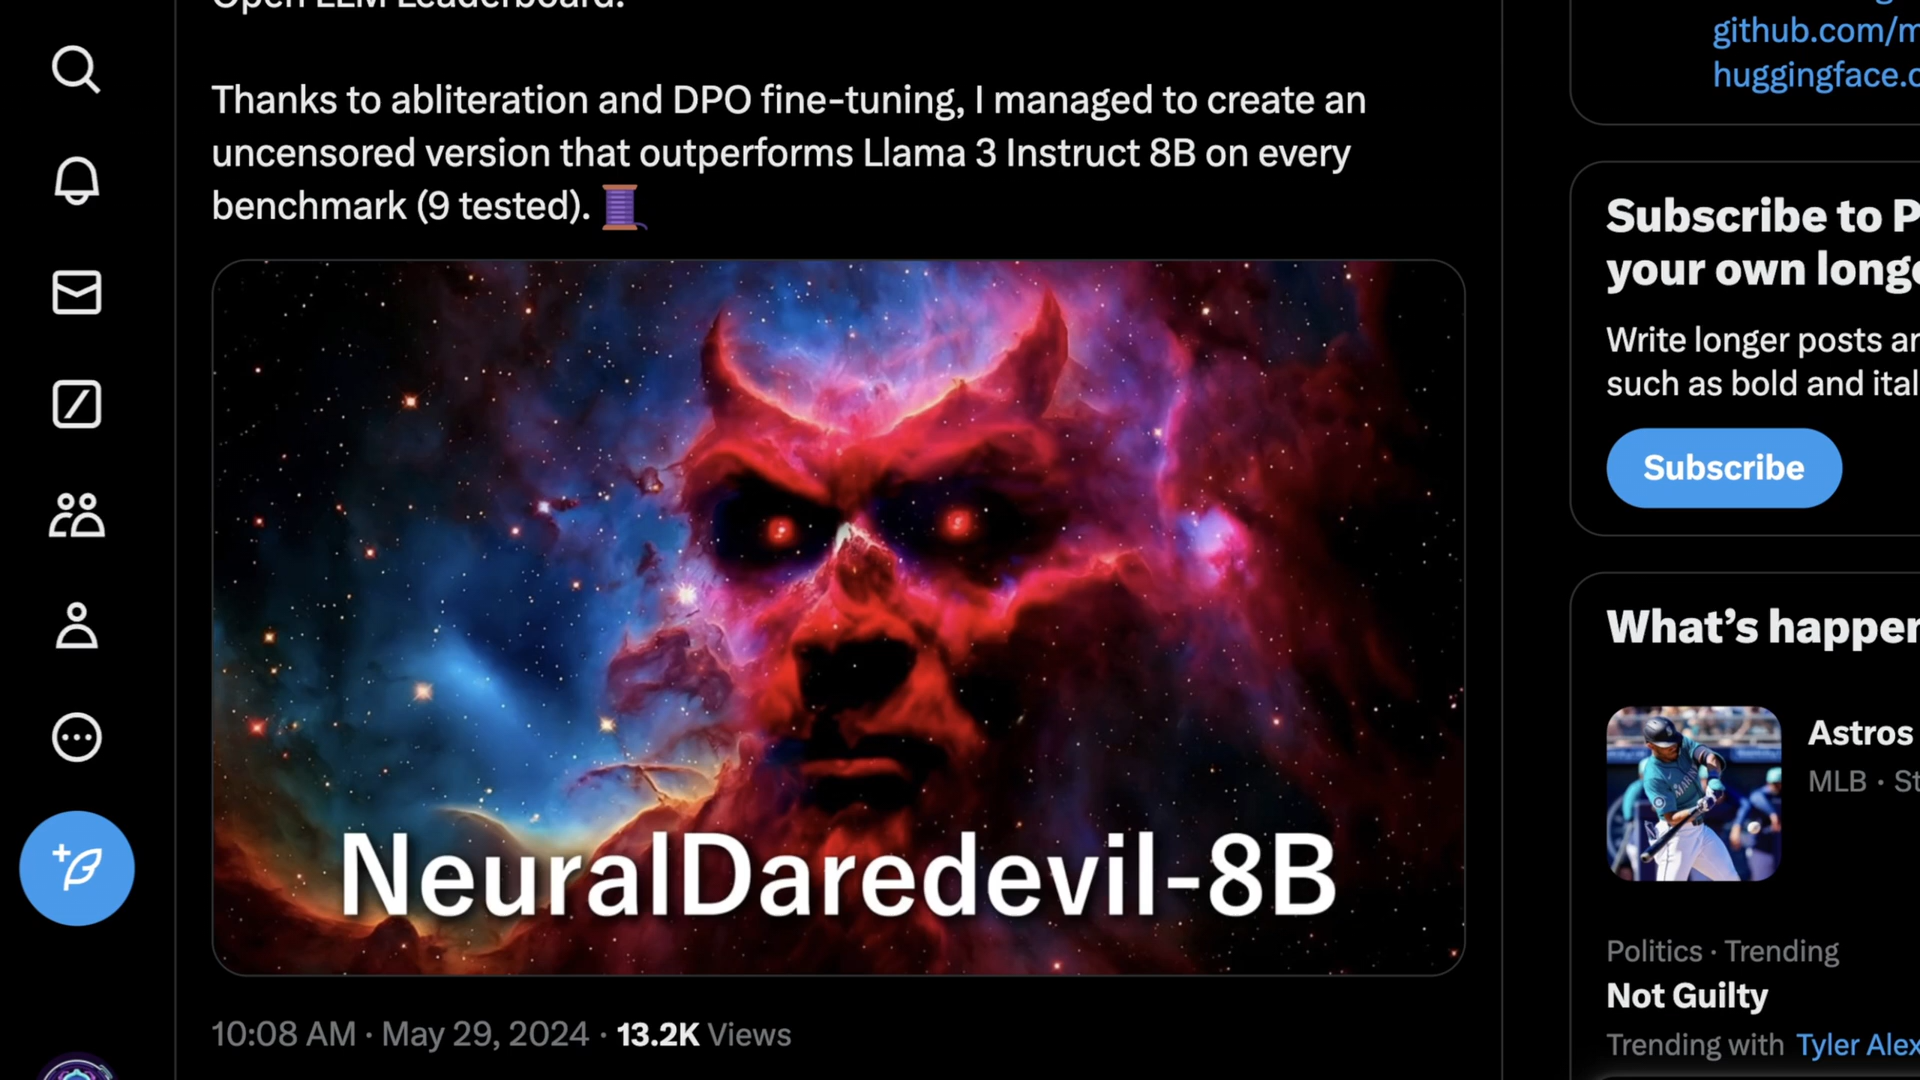 Open LLM Leaderboard.
Thanks to abliteration and DPO fine-tuning, I managed to create an
uncensored version that outperforms Llama 3 Instruct 8B on every
benchmark (9 tested).
NeuralDaredevil-8B
10:08 AM · May 29, 2024 · 13.2K Views
github.com/m
huggingface.c
Subscribe to P
your own longe
Write longer posts an
such as bold and ital
Subscribe
What’s happen
Astros
MLB · St
Politics · Trending
Not Guilty
Trending with Tyler Alex